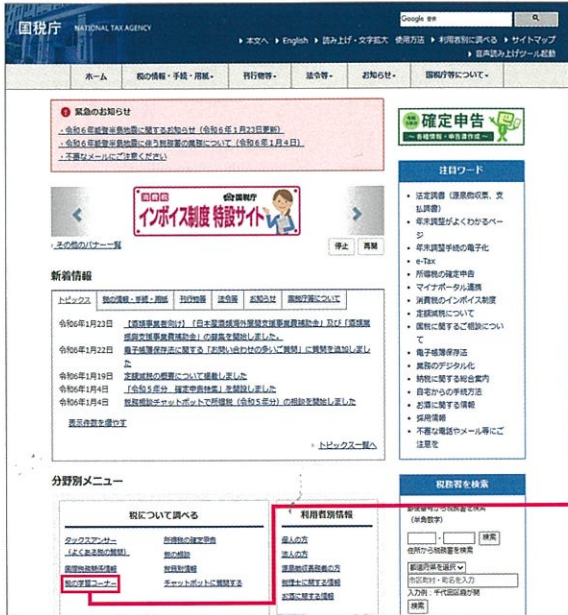 国税庁 NATIONAL TAX AGENCY
Google
本文へ English 読み上げ・文字拡大 使用方法 利用者別に調べる サイトマップ
音声読み上げツール起動
ホーム 税の情報・手続・用紙 刊行物等 法令等 お知らせ 国税庁等について
緊急のお知らせ
・令和6年能登半島地震に関するお知らせ（令和6年1月23日更新）
・令和6年能登半島地震に伴う税務署の業務について（令和6年1月4日）
・不審なメールにご注意ください
消費税 国税庁
インボイス制度 特設サイト
その他のバナー一覧
停止 再開
新着情報
トピックス 税の情報・手続・用紙 刊行物等 法令等 お知らせ 国税庁について
令和6年1月23日 【酒類事業者向け】「日本産酒類海外展開支援事業費補助金」及び「酒類業
振興支援事業費補助金」の募集を開始しました。
令和6年1月22日 電子帳簿保存法に関する「お問い合わせの多いご質問」に質問を追加しまし
た
令和6年1月19日 定額減税の概要について掲載しました
令和6年1月4日 「令和5年分 確定申告特集」を開設しました
令和6年1月4日 税務相談チャットボットで所得税（令和5年分）の相談を開始しました
表示件数を増やす
トピックス一覧へ
分野別メニュー
税について調べる
タックスアンサー
（よくある税の質問）
国際税務関係情報
税の学習コーナー
所得税の確定申告
税の相談
税目別情報
チャットボットに質問する
利用者別情報
個人の方
法人の方
源泉徴収義務者の方
税理士に関する情報
お酒に関する情報
確定申告
〜各種情報・申告書作成〜
注目ワード
・法定調書（源泉徴収票、支
払調書）
・年末調整がよくわかるペー
ジ
・年末調整手続の電子化
・e-Tax
・所得税の確定申告
・マイナポータル連携
・消費税のインボイス制度
・定額減税について
・国税に関するご相談につい
て
・電子帳簿保存法
・業務のデジタル化
・納税に関する総合案内
・自宅からの手続方法
・お酒に関する情報
・採用情報
・不審な電話やメール等にご
注意を
税務署を検索
郵便番号から税務署を検索
（半角数字）
- 検索
住所から税務署を検索
都道府県を選択
市区町村・町名を入力
入力例：千代田区霞が関
検索